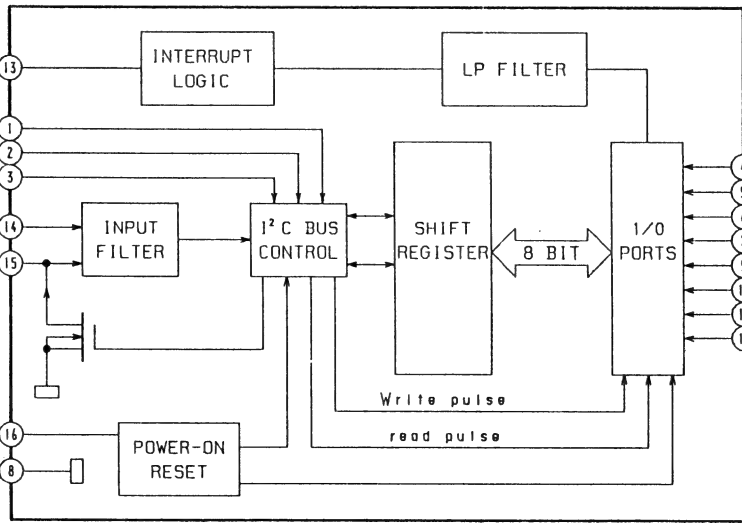 13
INTERRUPT
LOGIC
LP FILTER
1
2
3
14
15
INPUT
FILTER
I²C BUS
CONTROL
SHIFT
REGISTER
8 BIT
I/O
PORTS
Write pulse
read pulse
16
8
POWER-ON
RESET